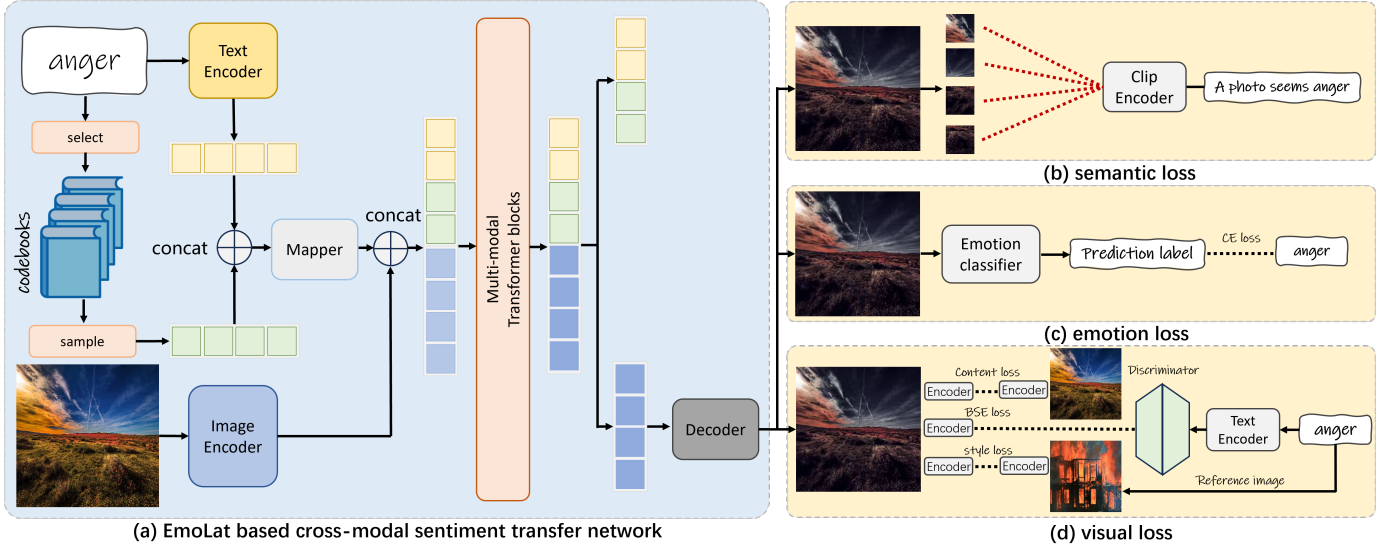 anger
Text
Encoder
select
codebooks
sample
concat
Mapper
concat
Image
Encoder
Multi-modal
Transformer blocks
Decoder
(a) EmoLat based cross-modal sentiment transfer network
Clip
Encoder
A photo seems anger
(b) semantic loss
Emotion
classifier
Prediction label
CE loss
anger
(c) emotion loss
Content loss
Encoder
Encoder
BSE loss
Encoder
style loss
Encoder
Encoder
Discriminator
Text
Encoder
anger
Reference image
(d) visual loss